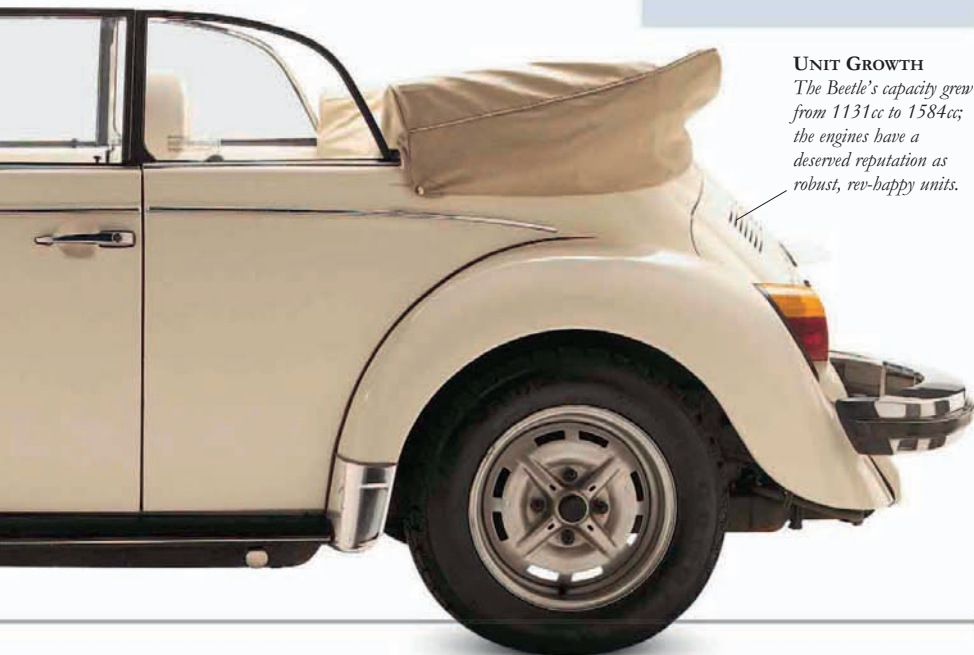 UNIT GROWTH
The Beetle's capacity grew
from 1131cc to 1584cc;
the engines have a
deserved reputation as
robust, rev-happy units.